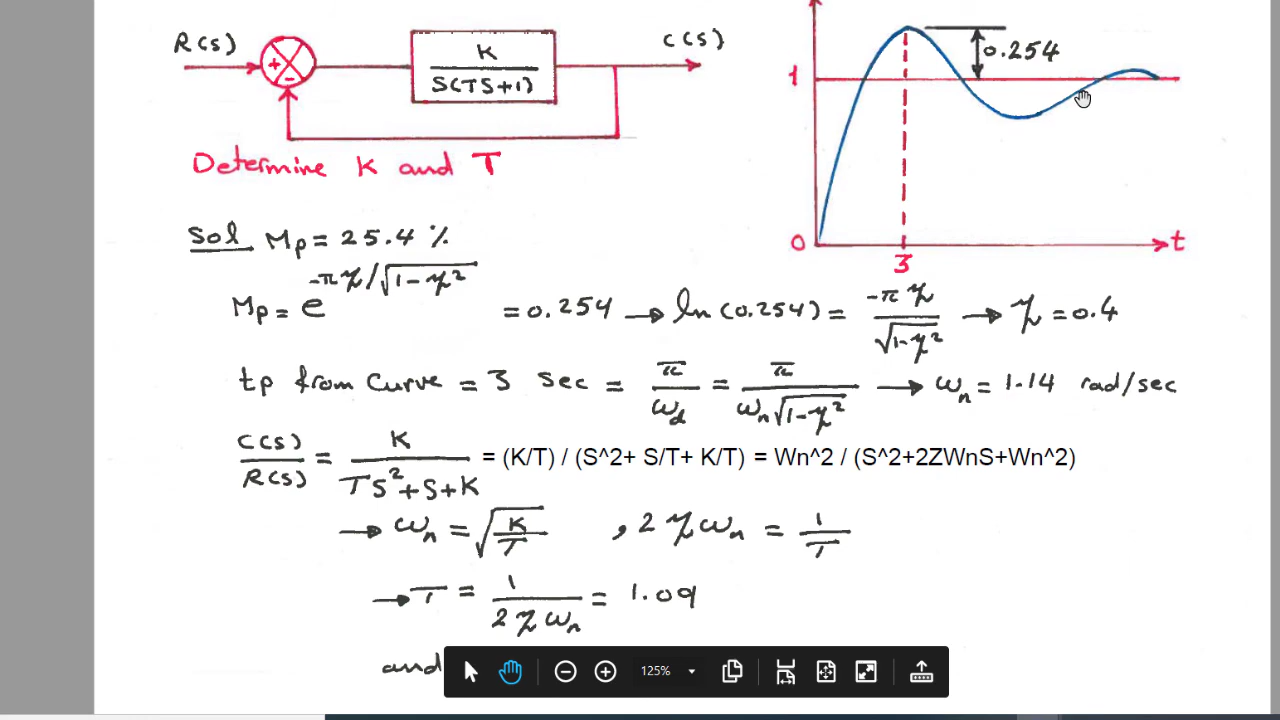 R(s) + - K C(s)
S(TS+1)
0.254
1
Determine K and T
0 t
3
Sol Mp = 25.4 %
Mp = e^(-πζ/√(1-ζ²)) = 0.254 → ln(0.254) = -πζ/√(1-ζ²) → ζ = 0.4
tp from Curve = 3 sec = π/ωd = π/(ωn√(1-ζ²)) → ωn = 1.14 rad/sec
C(s)/R(s) = K/(TS²+S+K) = (K/T) / (S^2+ S/T+ K/T) = Wn^2 / (S^2+2ZWnS+Wn^2)
→ ωn = √(K/T) , 2ζωn = 1/T
→ T = 1/(2ζωn) = 1.09
and
125%